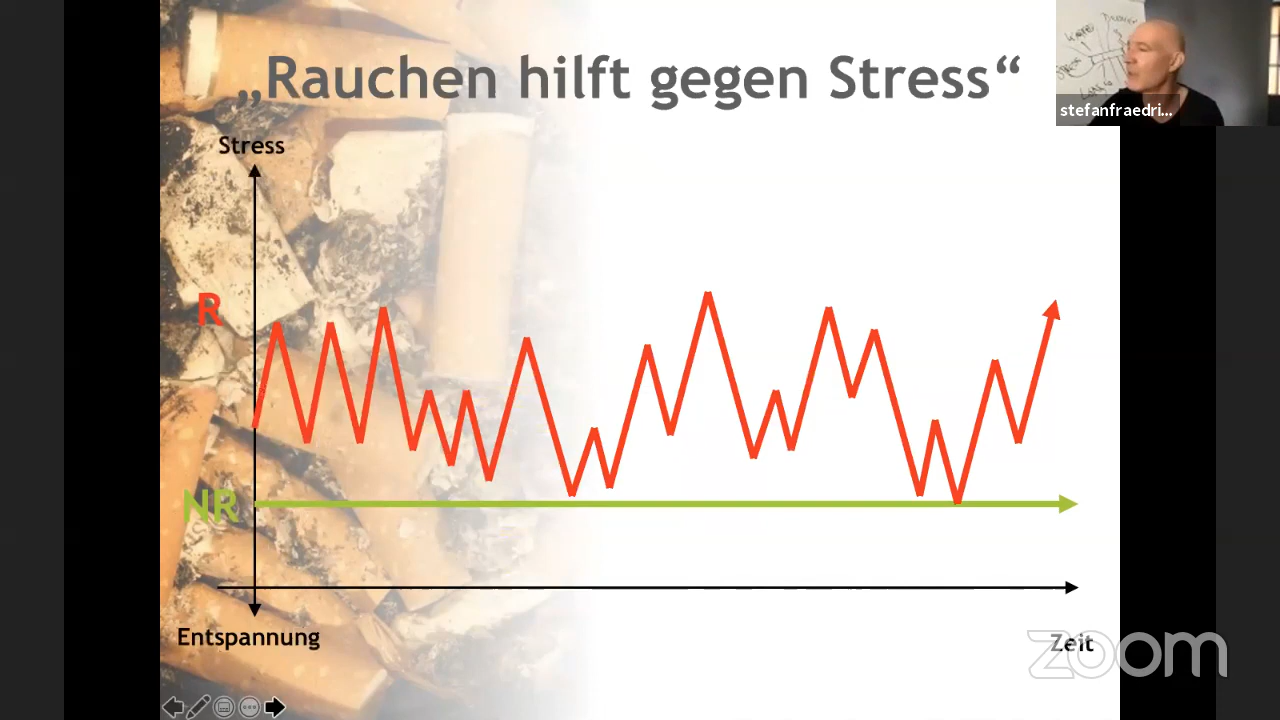 „Rauchen hilft gegen Stress“
stefanfraedri...
Stress
R
NR
Entspannung
Zeit
zoom